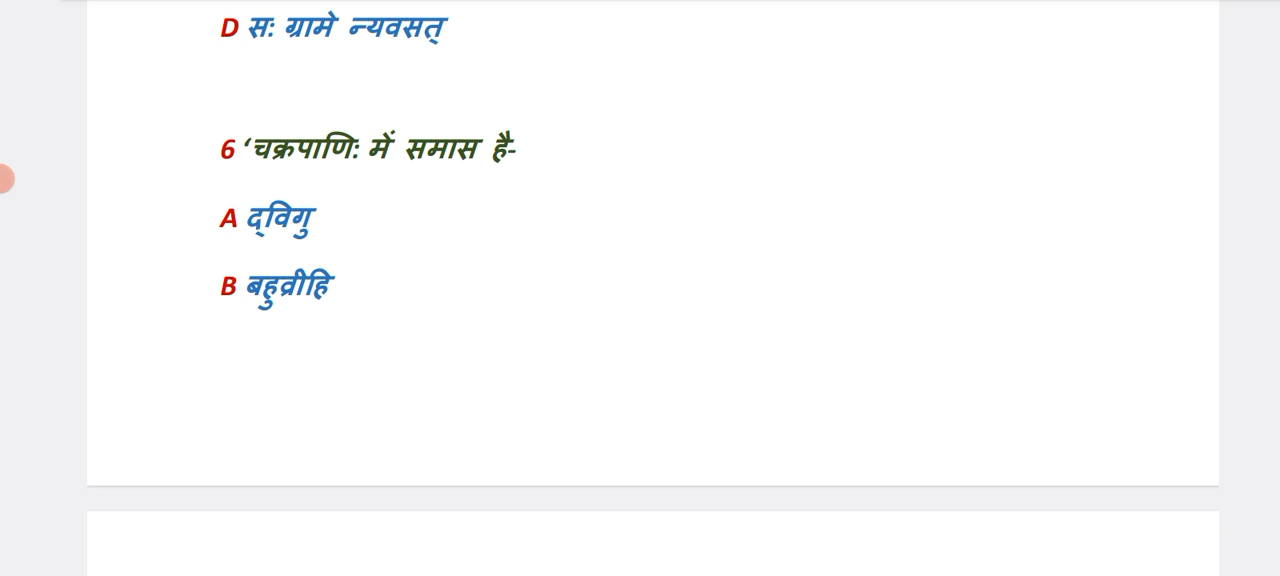 D स: ग्रामे न्यवसत्
6 ‘चक्रपाणि: में समास है-
A द्विगु
B बहुव्रीहि